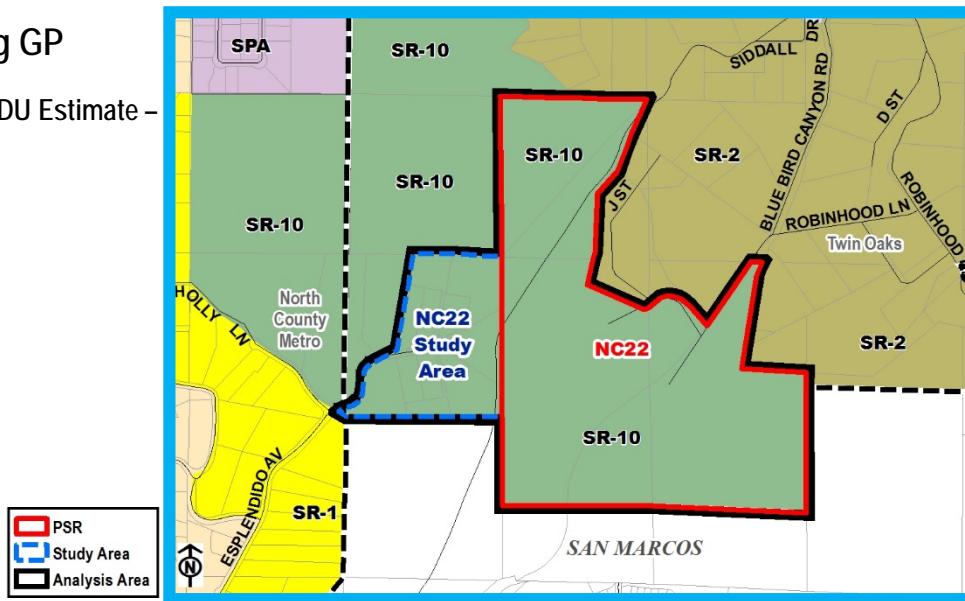 g GP
DU Estimate –
SPA
SR-10
SIDDALL DR
SR-10
SR-2
D ST
BLUE BIRD CANYON RD
SR-10
J ST
ROBINHOOD LN
ROBINHOOD
SR-10
Twin Oaks
HOLLY LN
North
County
Metro
NC22
Study
Area
NC22
SR-2
SR-10
ESPLENDIDO AV
SR-1
SAN MARCOS
PSR
Study Area
Analysis Area
N